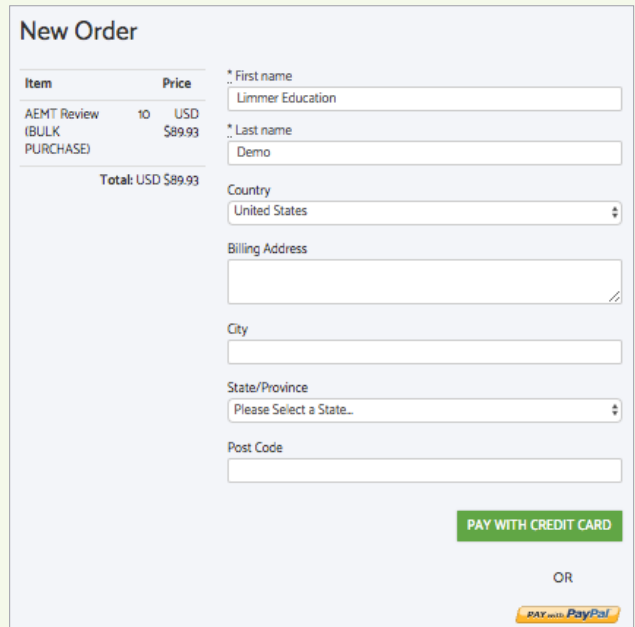 New Order
Item Price
AEMT Review 10 USD
(BULK $89.93
PURCHASE)
Total: USD $89.93
* First name
Limmer Education
* Last name
Demo
Country
United States
Billing Address
City
State/Province
Please Select a State...
Post Code
PAY WITH CREDIT CARD
OR
PAY with PayPal